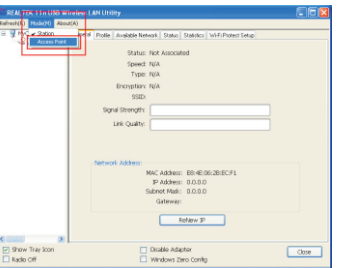 REALTEK 11n USB Wireless LAN Utility
Refresh(R) Mode(M) About(A)
Station
Access Point
General Profile Available Network Status Statistics Wi-Fi Protect Setup
Status: Not Associated
Speed: N/A
Type: N/A
Encryption: N/A
SSID:
Signal Strength:
Link Quality:
Network Address:
MAC Address: E8:4E:06:2B:EC:F1
IP Address: 0.0.0.0
Subnet Mask: 0.0.0.0
Gateway:
ReNew IP
Show Tray Icon
Radio Off
Disable Adapter
Windows Zero Config
Close